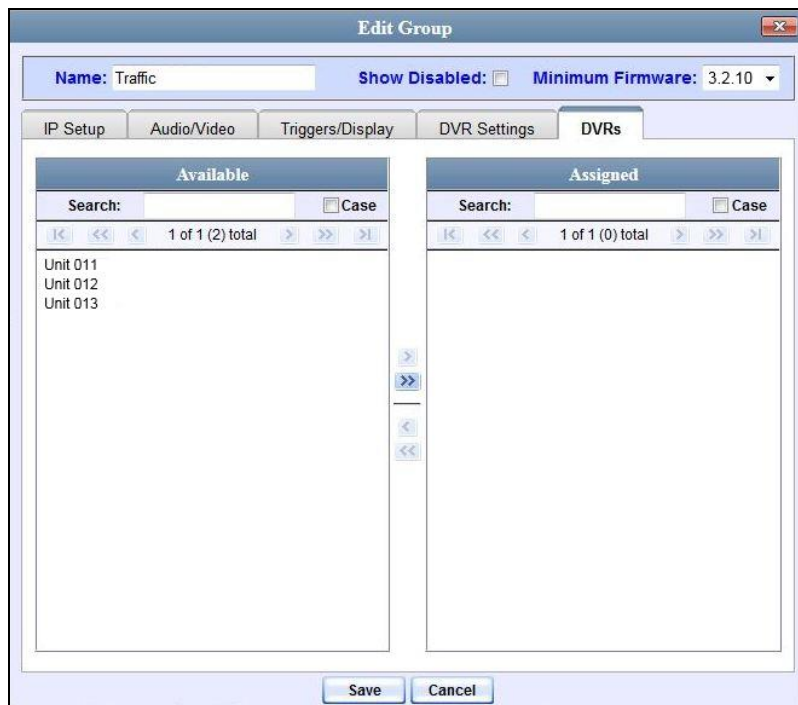 Edit Group
Name: Traffic Show Disabled: Minimum Firmware: 3.2.10
IP Setup Audio/Video Triggers/Display DVR Settings DVRs
Available Assigned
Search: Case Search: Case
|< << < 1 of 1 (2) total > >> >| |< << < 1 of 1 (0) total > >> >|
Unit 011
Unit 012
Unit 013
>
>>
<
<<
Save Cancel